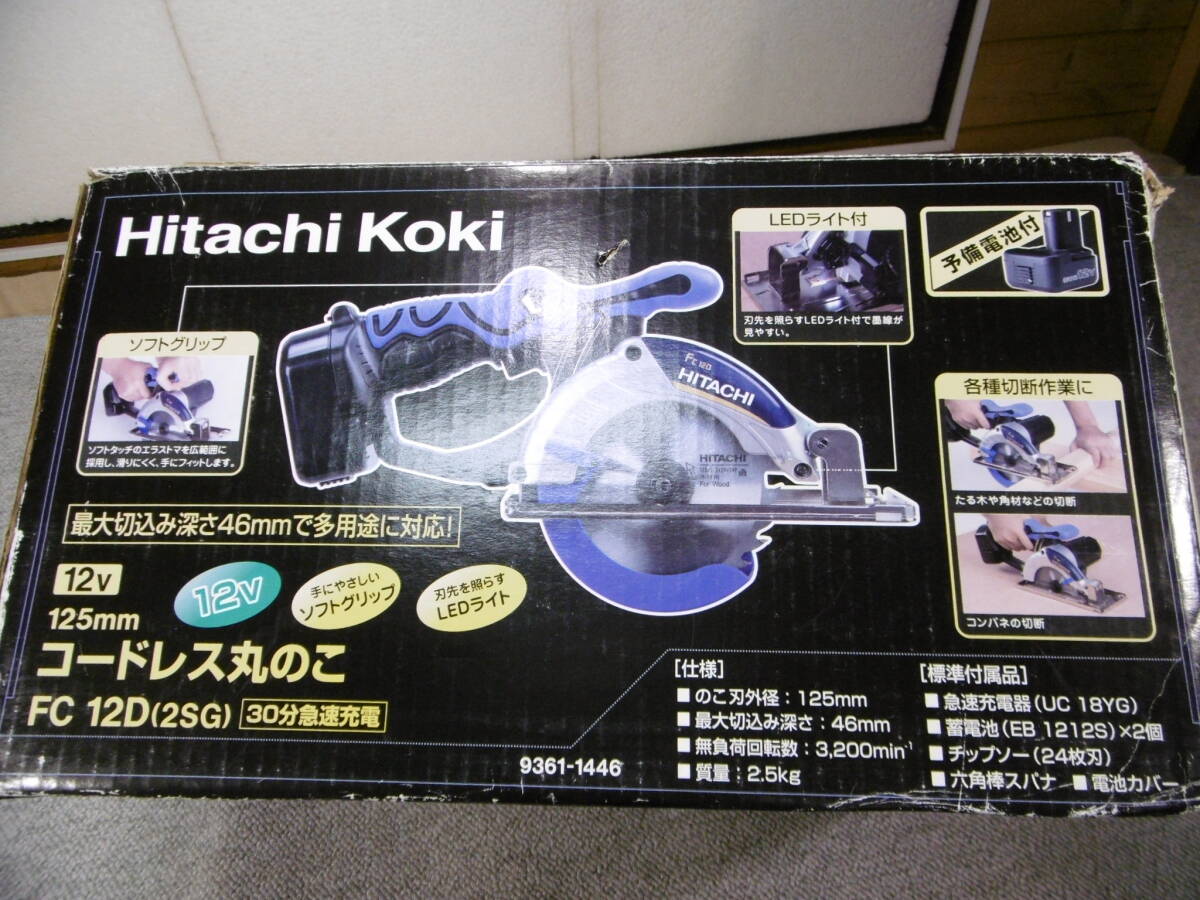 Hitachi Koki
LEDライト付
刃先を照らすLEDライト付で墨線が
見やすい。
予備電池付
12v
ソフトグリップ
ソフトタッチのエラストマを広範囲に
採用し、滑りにくく、手にフィットします。
FC 12D
HITACHI
HITACHI
For Wood
各種切断作業に
たる木や角材などの切断
コンパネの切断
最大切込み深さ46mmで多用途に対応!
12v
12v
手にやさしい
ソフトグリップ
刃先を照らす
LEDライト
125mm
コードレス丸のこ
FC 12D(2SG) 30分急速充電
9361-1446
[仕様]
■のこ刃外径：125mm
■最大切込み深さ：46mm
■無負荷回転数：3,200min⁻¹
■質量：2.5kg
[標準付属品]
■急速充電器(UC 18YG)
■蓄電池(EB 1212S)×2個
■チップソー(24枚刃)
■六角棒スパナ ■電池カバー